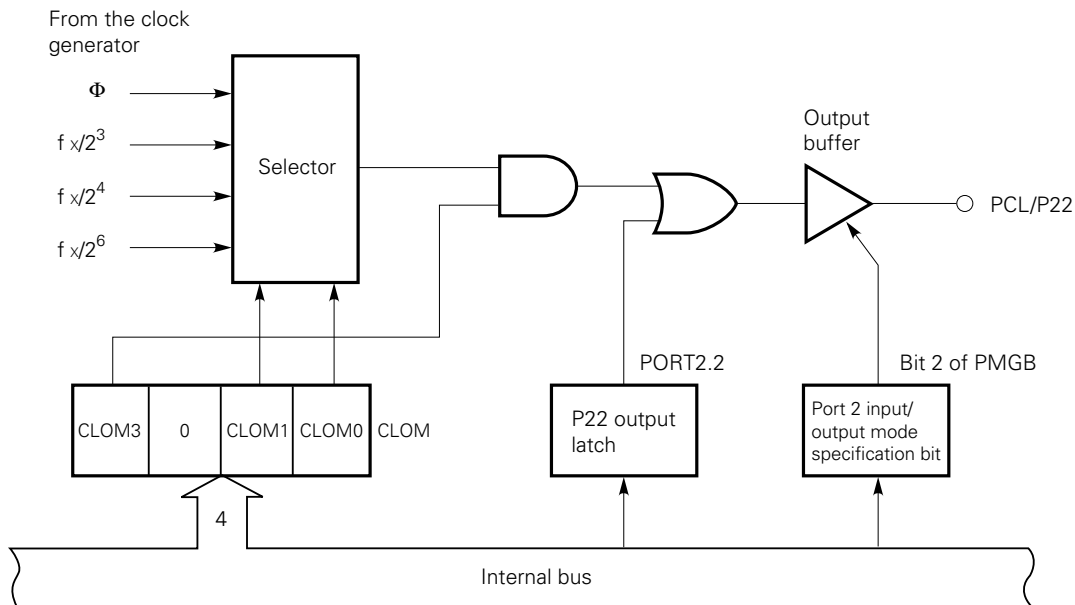 From the clock
generator
Φ
f x/2³
f x/2⁴
f x/2⁶
Selector
Output
buffer
PCL/P22
PORT2.2
Bit 2 of PMGB
CLOM3 0 CLOM1 CLOM0 CLOM
P22 output
latch
Port 2 input/
output mode
specification bit
4
Internal bus